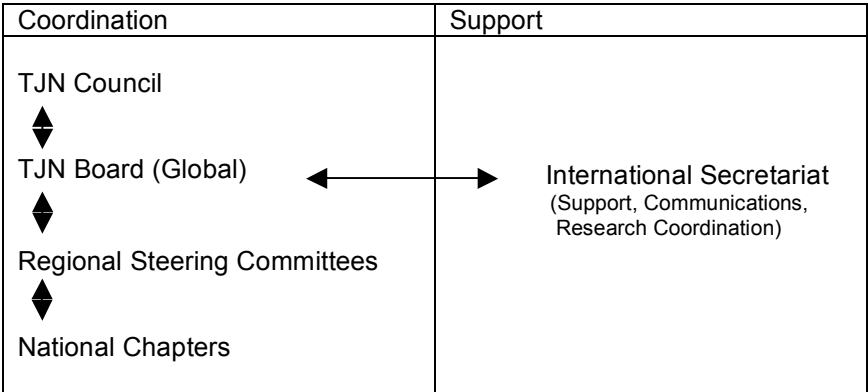 Coordination
Support
TJN Council
TJN Board (Global)
International Secretariat
(Support, Communications,
Research Coordination)
Regional Steering Committees
National Chapters